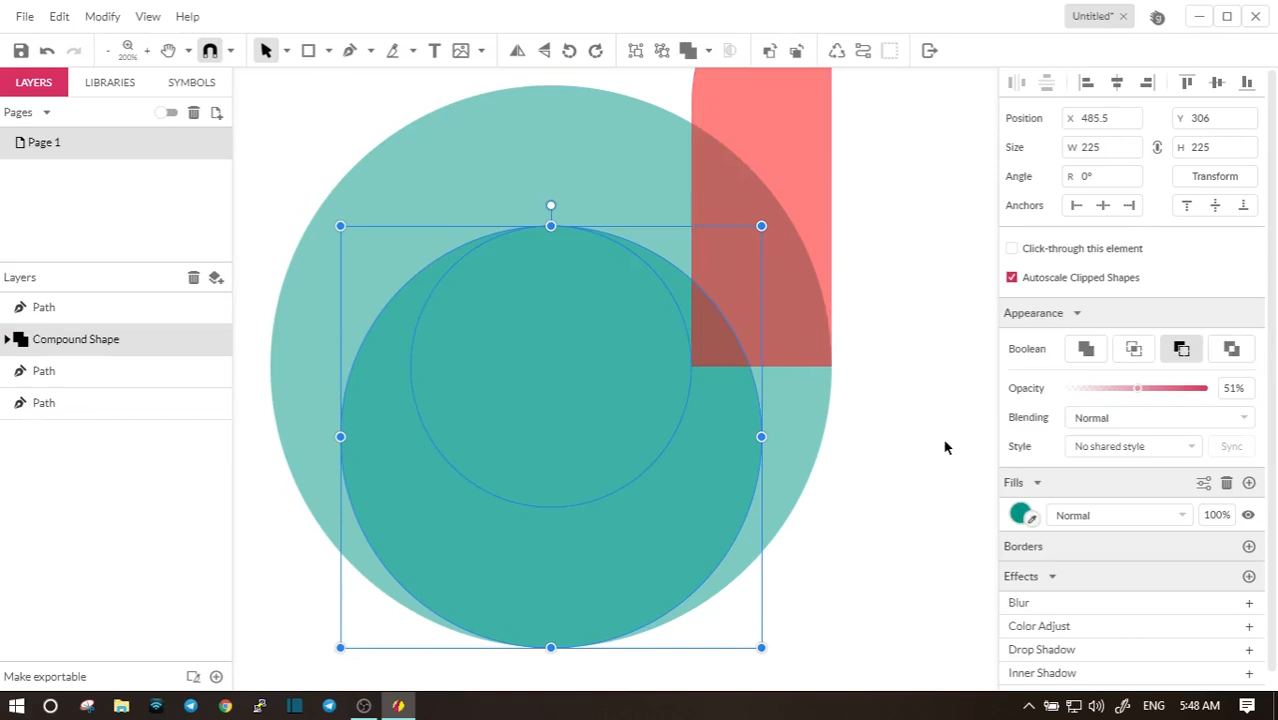 File Edit Modify View Help
Untitled*
200%
LAYERS LIBRARIES SYMBOLS
Pages
Page 1
Layers
Path
Compound Shape
Path
Path
Make exportable
Position X 485.5 Y 306
Size W 225 H 225
Angle R 0° Transform
Anchors
Click-through this element
Autoscale Clipped Shapes
Appearance
Boolean
Opacity 51%
Blending Normal
Style No shared style Sync
Fills
Normal 100%
Borders
Effects
Blur
Color Adjust
Drop Shadow
Inner Shadow
ENG 5:48 AM